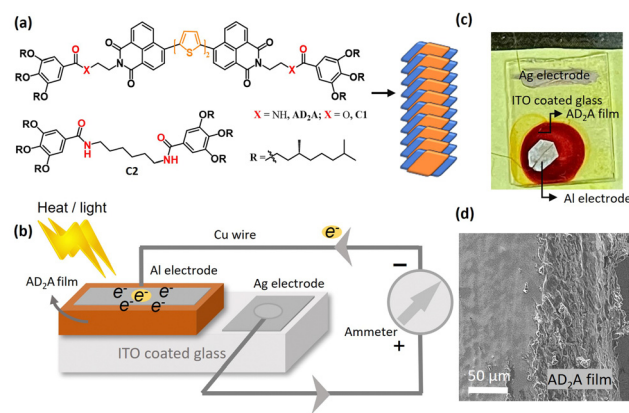 (a)
O
O
S
2
O
O
RO
O
X
N
N
X
O
OR
RO
OR
RO
O
O
OR
X = NH, AD₂A; X = O, C1
RO
O
OR
RO
N
H
OR
RO
H
N
O
OR
C2
R =
(b)
Heat / light
Cu wire
e⁻
Al electrode
AD₂A film
e⁻ e⁻ e⁻
e⁻ e⁻
Ag electrode
−
Ammeter
+
ITO coated glass
(c)
Ag electrode
ITO coated glass
AD₂A film
Al electrode
(d)
50 μm
AD₂A film